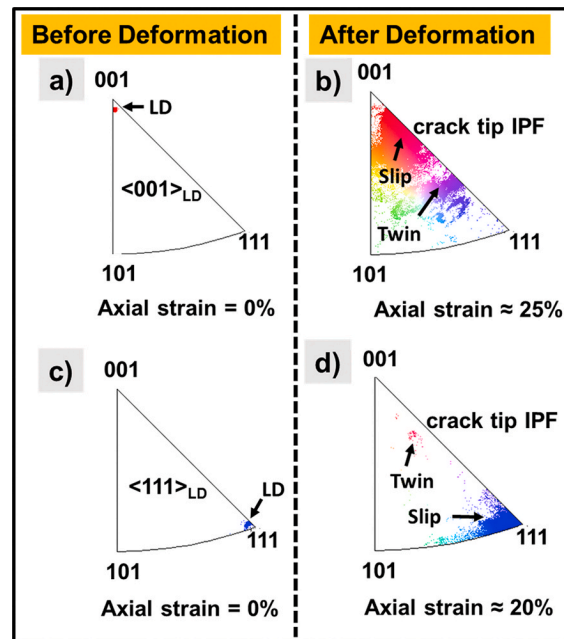 Before Deformation
After Deformation
a)
001
LD
<001>LD
111
101
Axial strain = 0%
b)
001
crack tip IPF
Slip
Twin
111
101
Axial strain ≈ 25%
c)
001
<111>LD
LD
111
101
Axial strain = 0%
d)
001
crack tip IPF
Twin
Slip
111
101
Axial strain ≈ 20%